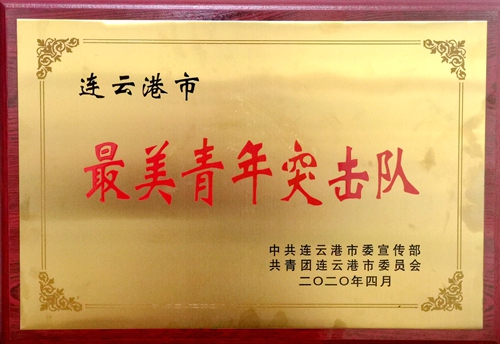 连云港市
最美青年突击队
中共连云港市委宣传部
共青团连云港市委员会
二〇二〇年四月